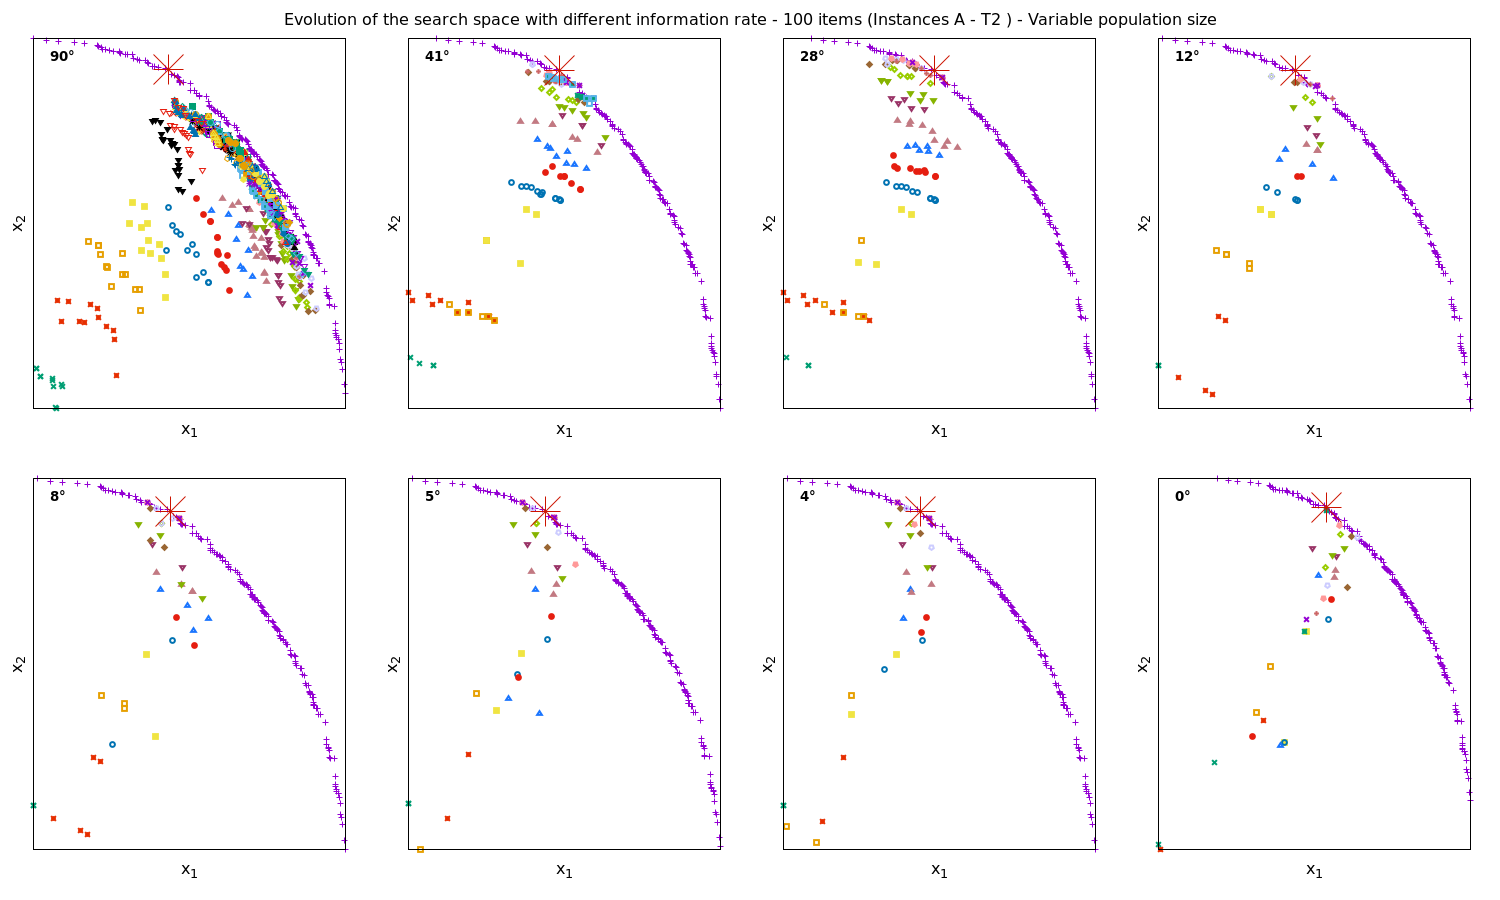 Evolution of the search space with different information rate - 100 items (Instances A - T2 ) - Variable population size
90°
41°
28°
12°
x₂
x₂
x₂
x₂
x₁
x₁
x₁
x₁
8°
5°
4°
0°
x₂
x₂
x₂
x₂
x₁
x₁
x₁
x₁